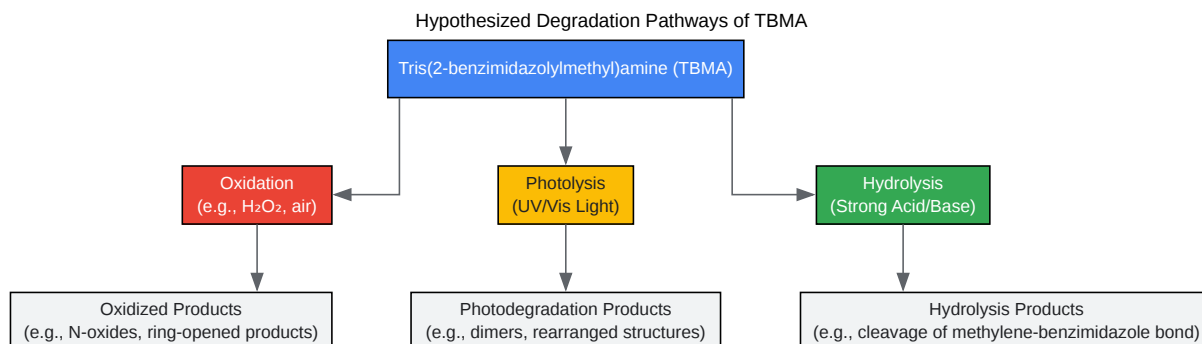 Hypothesized Degradation Pathways of TBMA
Tris(2-benzimidazolylmethyl)amine (TBMA)
Oxidation
(e.g., H₂O₂, air)
Photolysis
(UV/Vis Light)
Hydrolysis
(Strong Acid/Base)
Oxidized Products
(e.g., N-oxides, ring-opened products)
Photodegradation Products
(e.g., dimers, rearranged structures)
Hydrolysis Products
(e.g., cleavage of methylene-benzimidazole bond)